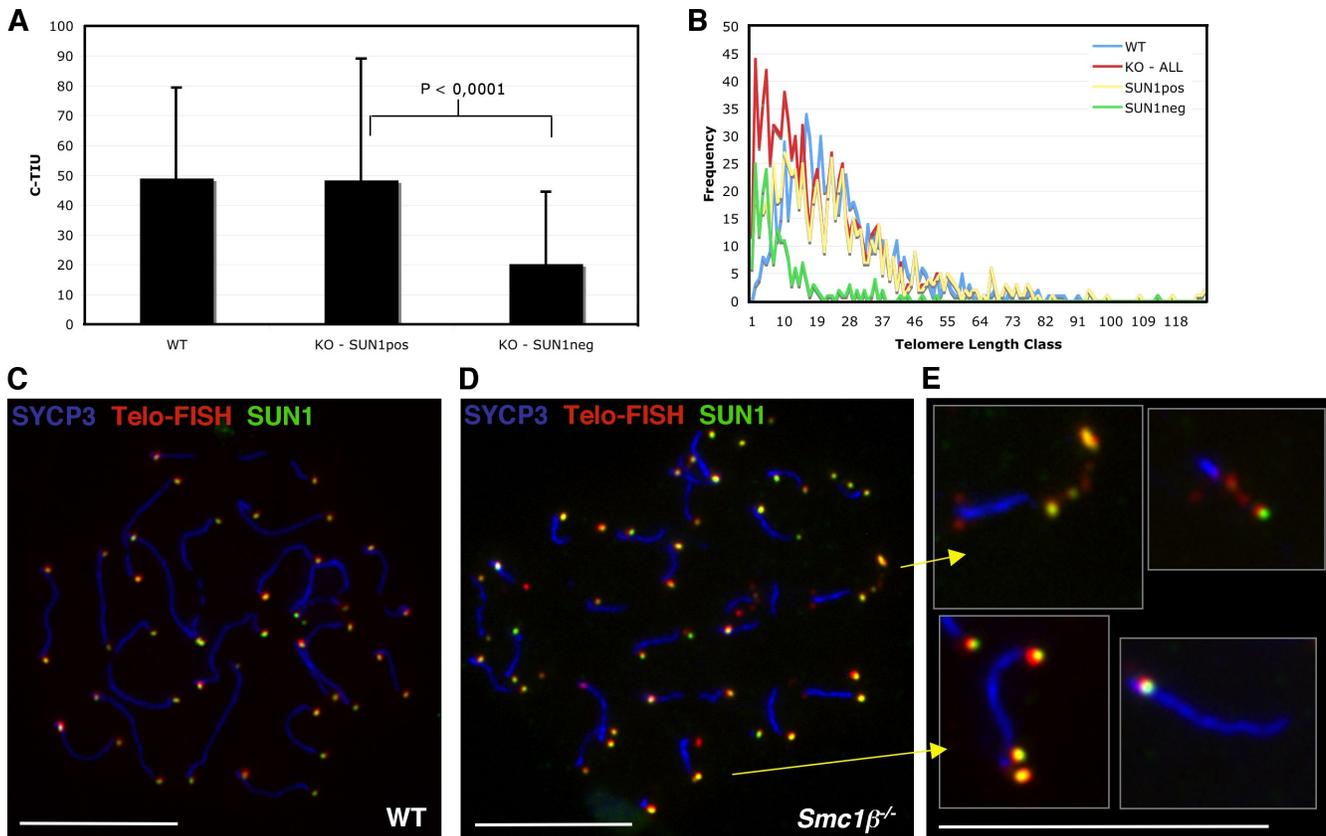 A
100
90
80
70
60
50
40
30
20
10
0
C-TIU
P < 0,0001
WT
KO - SUN1pos
KO - SUN1neg
B
50
45
40
35
30
25
20
15
10
5
0
Frequency
WT
KO - ALL
SUN1pos
SUN1neg
1 10 19 28 37 46 55 64 73 82 91 100 109 118
Telomere Length Class
C
SYCP3 Telo-FISH SUN1
WT
D
SYCP3 Telo-FISH SUN1
Smc1β-/-
E